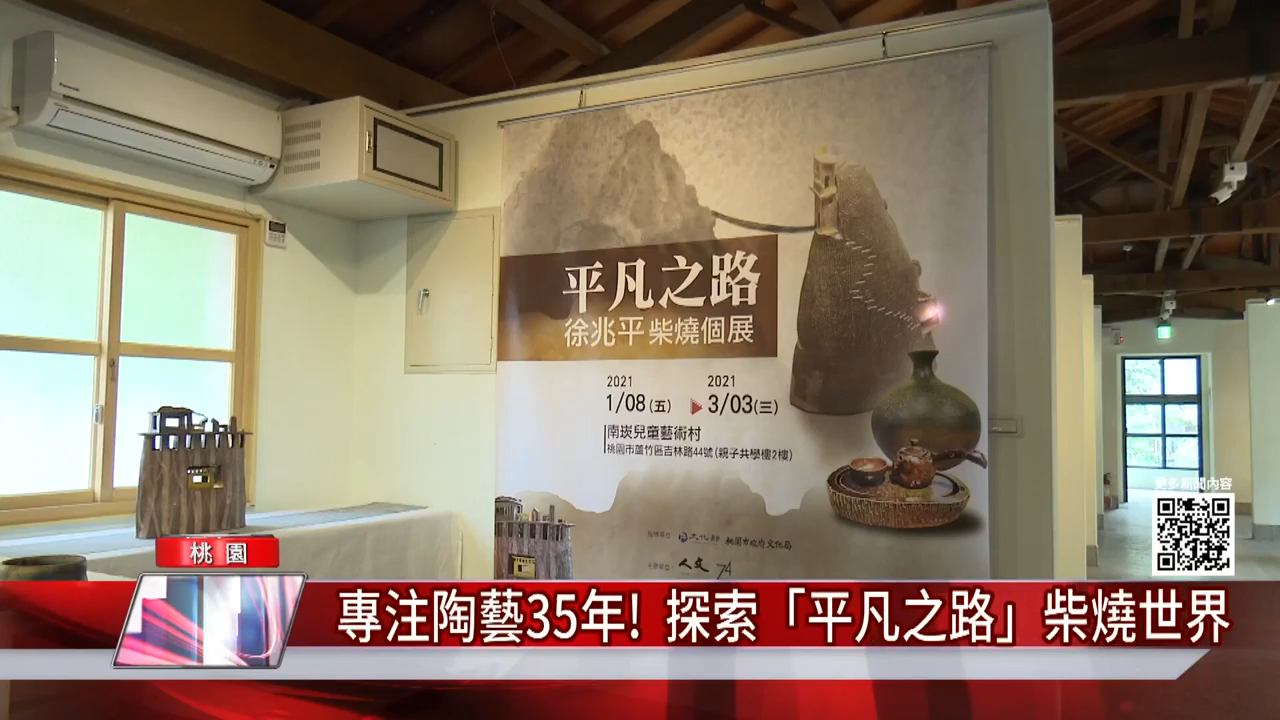 Panasonic
平凡之路
徐兆平 柴燒個展
2021 2021
1/08(五) ▶ 3/03(三)
南崁兒童藝術村
桃園市蘆竹區吉林路44號(親子共學樓2樓)
文化部 桃園市政府文化局
人文 74
更多新聞內容
桃園
專注陶藝35年! 探索「平凡之路」柴燒世界